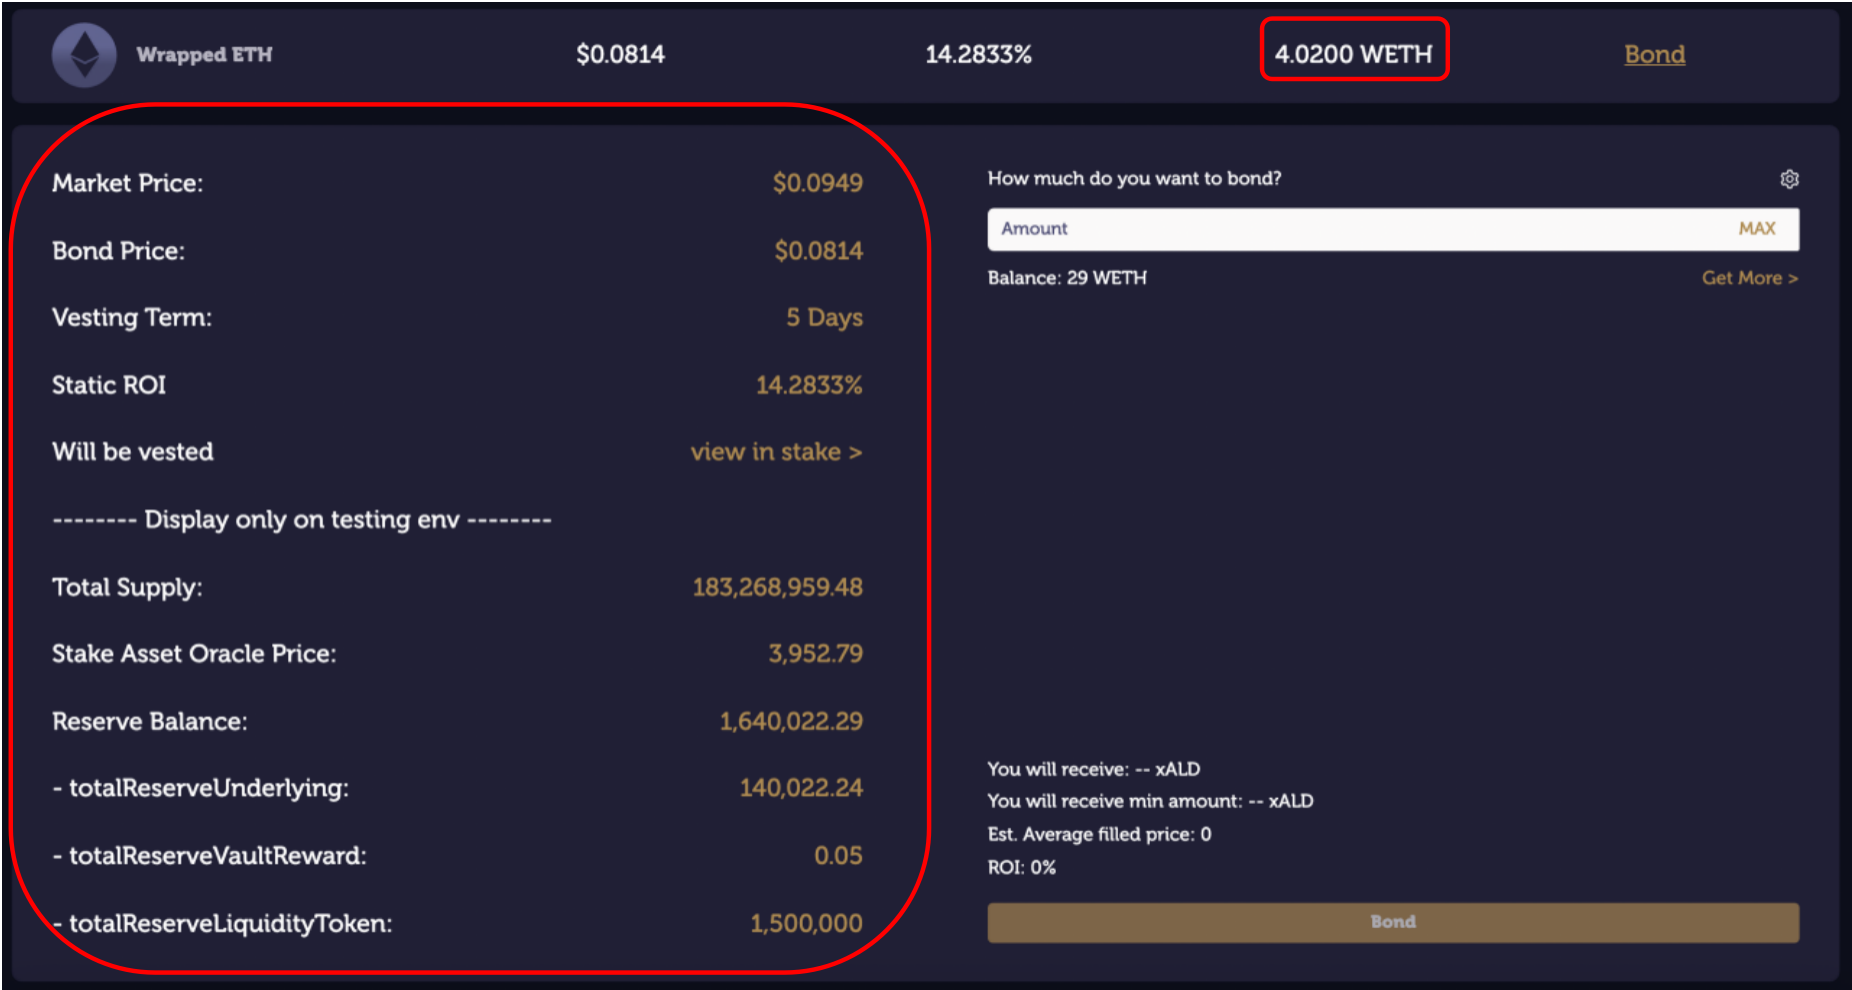 Wrapped ETH $0.0814 14.2833% 4.0200 WETH Bond
Market Price: $0.0949
Bond Price: $0.0814
Vesting Term: 5 Days
Static ROI 14.2833%
Will be vested view in stake >
-------- Display only on testing env --------
Total Supply: 183,268,959.48
Stake Asset Oracle Price: 3,952.79
Reserve Balance: 1,640,022.29
- totalReserveUnderlying: 140,022.24
- totalReserveVaultReward: 0.05
- totalReserveLiquidityToken: 1,500,000
How much do you want to bond?
Amount MAX
Balance: 29 WETH Get More >
You will receive: -- xALD
You will receive min amount: -- xALD
Est. Average filled price: 0
ROI: 0%
Bond